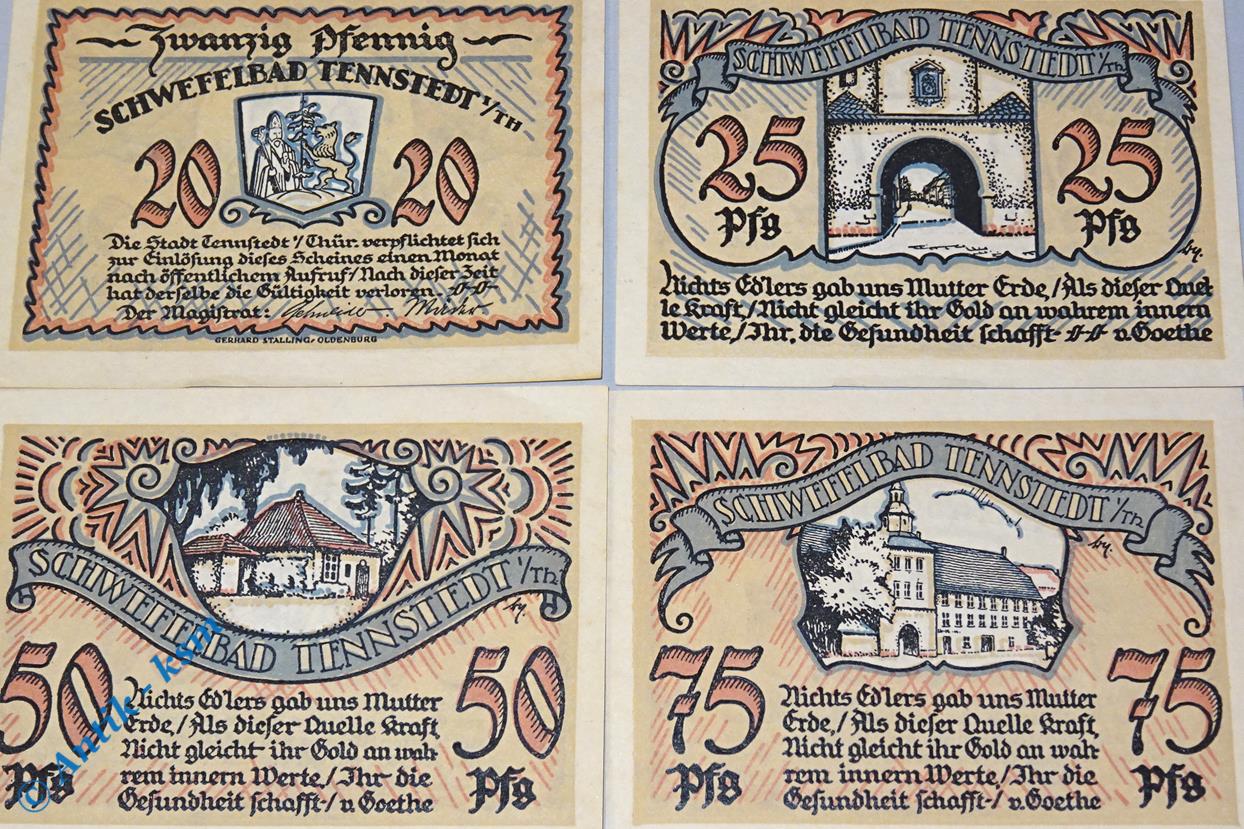 Zwanzig Pfennig
SCHWEFELBAD TENNSTEDT i/TH
20 20
Die Stadt Tennstedt i/Thür. verpflichtet sich
zur Einlösung dieses Scheines einen Monat
nach öffentlichem Aufruf/Nach dieser Zeit
hat derselbe die Gültigkeit verloren.
Der Magistrat:
GERHARD STALLING-OLDENBURG
SCHWEFELBAD TENNSTEDT i/Th
25 25
Pfg Pfg
Nichts Edlers gab uns Mutter Erde,/Als dieser Quel
le Kraft,/Nicht gleicht ihr Gold an wahrem innern
Werte,/Ihr, die Gesundheit schafft- v. Goethe
SCHWEFELBAD TENNSTEDT i/Th.
50 50
Pfg Pfg
Nichts Edlers gab uns Mutter
Erde,/Als dieser Quelle Kraft,
Nicht gleicht ihr Gold an wah
rem innern Werte/Ihr die
Gesundheit schafft-/ v. Goethe
© Antik-ksm
SCHWEFELBAD TENNSTEDT i/Th
75 75
Pfg Pfg
Nichts Edlers gab uns Mutter
Erde,/Als dieser Quelle Kraft,
Nicht gleicht ihr Gold an wah
rem innern Werte/Ihr die
Gesundheit schafft-/ v. Goethe